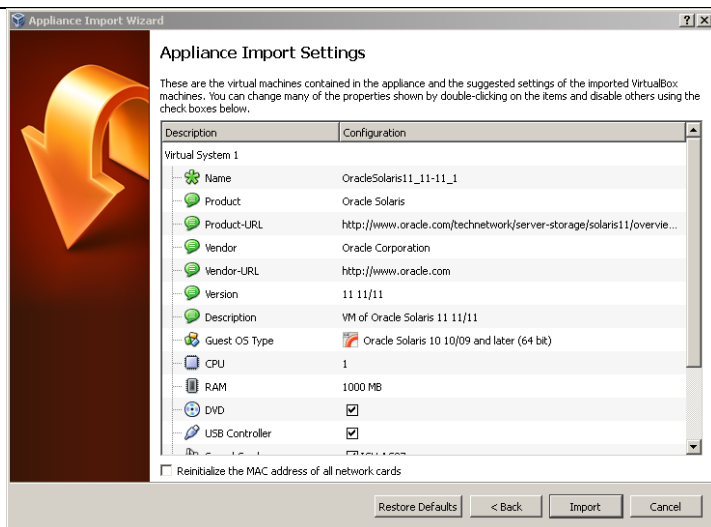 Appliance Import Wizard
Appliance Import Settings
These are the virtual machines contained in the appliance and the suggested settings of the imported VirtualBox
machines. You can change many of the properties shown by double-clicking on the items and disable others using the
check boxes below.
Description Configuration
Virtual System 1
Name OracleSolaris11_11-11_1
Product Oracle Solaris
Product-URL http://www.oracle.com/technetwork/server-storage/solaris11/overvie...
Vendor Oracle Corporation
Vendor-URL http://www.oracle.com
Version 11 11/11
Description VM of Oracle Solaris 11 11/11
Guest OS Type Oracle Solaris 10 10/09 and later (64 bit)
CPU 1
RAM 1000 MB
DVD
USB Controller
Reinitialize the MAC address of all network cards
Restore Defaults < Back Import Cancel